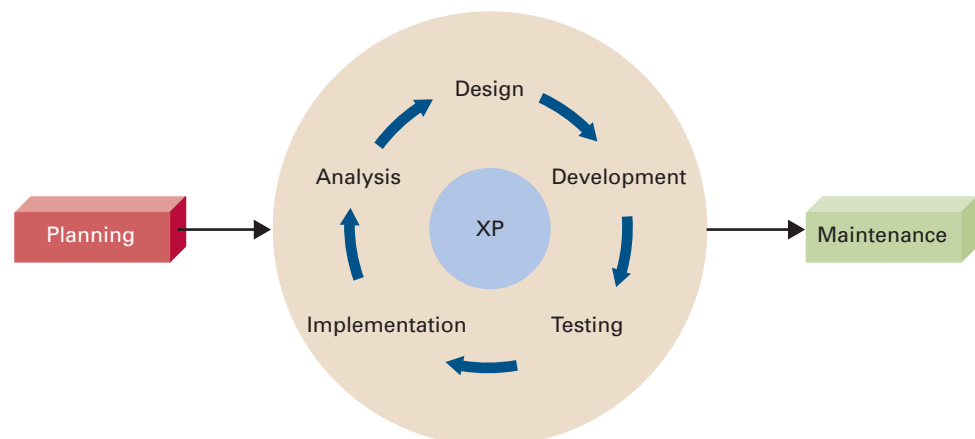 Design
Analysis
Development
Planning
XP
Maintenance
Implementation
Testing